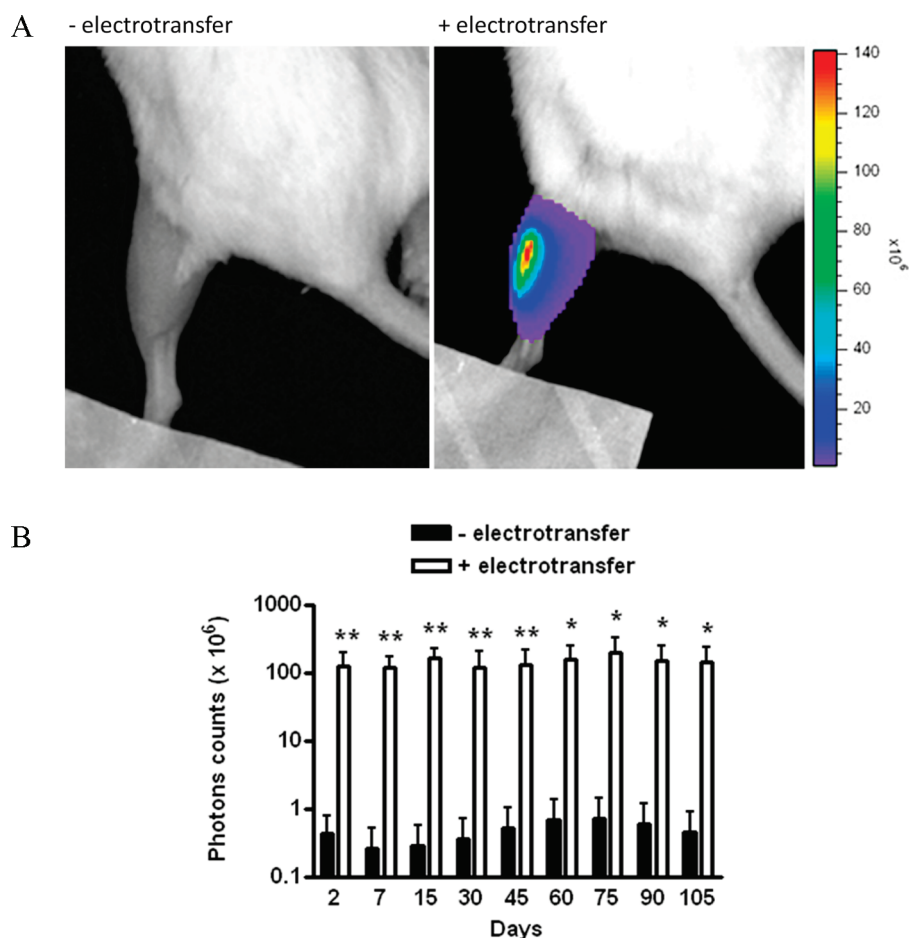 A
- electrotransfer
+ electrotransfer
140
120
100
80
60
40
20
x10⁶
B
- electrotransfer
+ electrotransfer
Photons counts (x 10⁶)
1000
100
10
1
0.1
** ** ** ** ** * * * *
2 7 15 30 45 60 75 90 105
Days